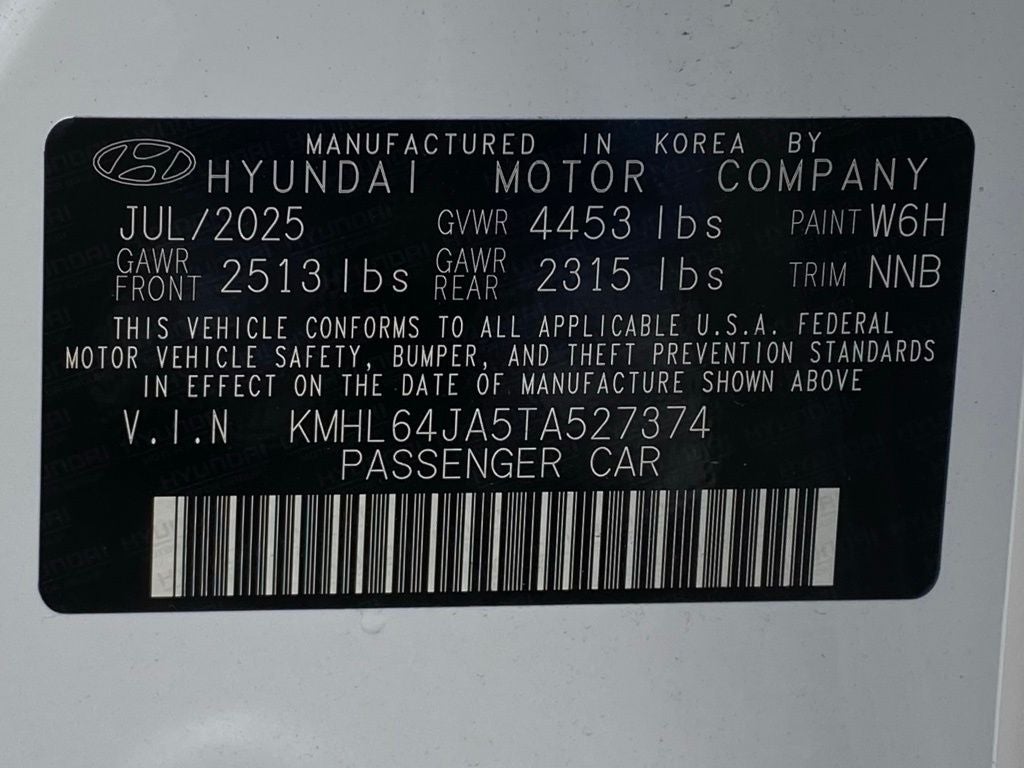 MANUFACTURED IN KOREA BY
HYUNDAI MOTOR COMPANY
JUL/2025 GVWR 4453 lbs PAINT W6H
GAWR FRONT 2513 lbs GAWR REAR 2315 lbs TRIM NNB
THIS VEHICLE CONFORMS TO ALL APPLICABLE U.S.A. FEDERAL
MOTOR VEHICLE SAFETY, BUMPER, AND THEFT PREVENTION STANDARDS
IN EFFECT ON THE DATE OF MANUFACTURE SHOWN ABOVE
V.I.N KMHL64JA5TA527374
PASSENGER CAR